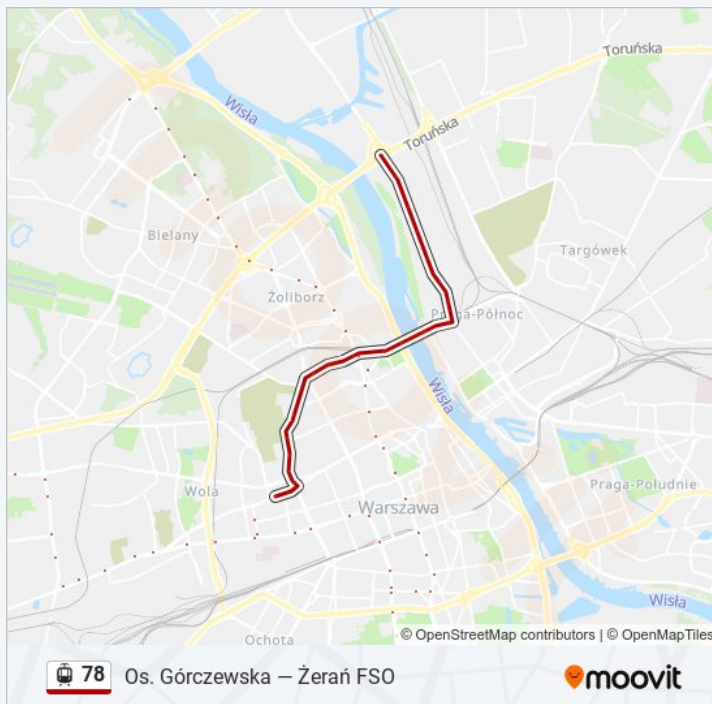 Toruńska
Wisła
Toruńska
Bielany
Targówek
Żoliborz
Praga-Północ
Wisła
Wola
Praga-Południe
Warszawa
Wisła
Ochota
© OpenStreetMap contributors | © OpenMapTiles
78 Os. Górczewska — Żerań FSO moovit